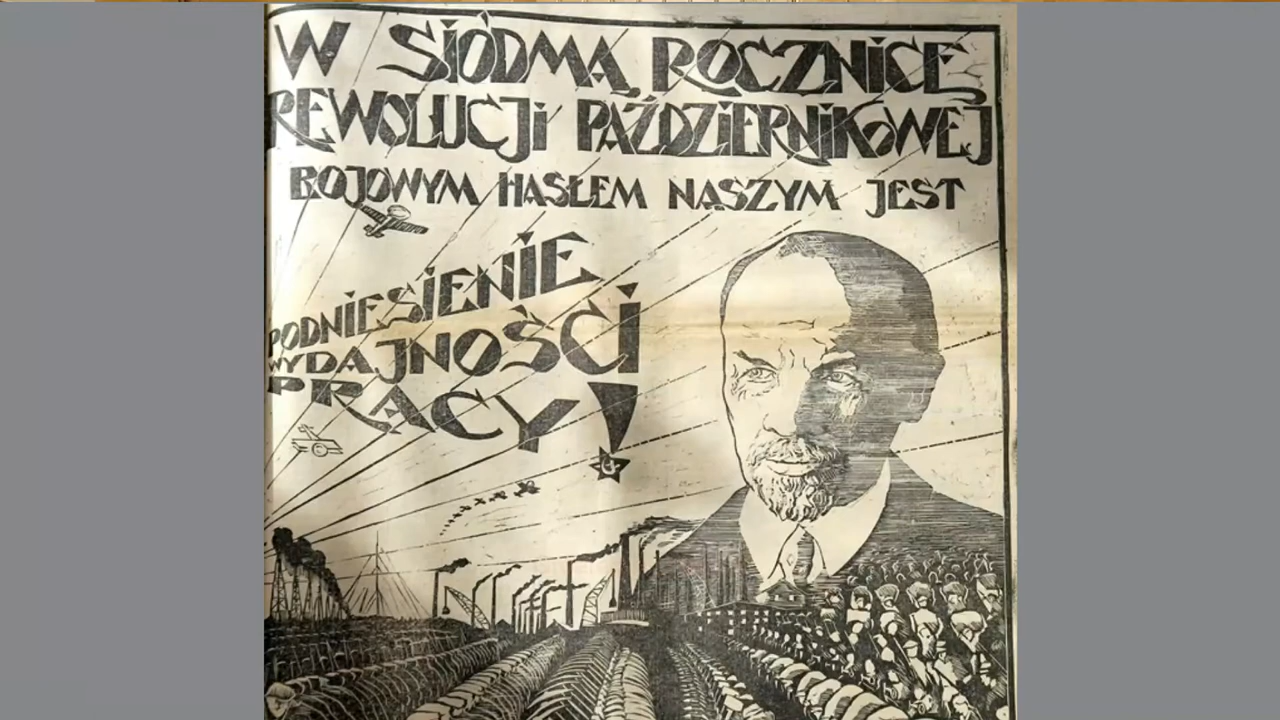 W SIÓDMĄ ROCZNICĘ
REWOLUCJI PAŹDZIERNIKOWEJ
BOJOWYM HASŁEM NASZYM JEST
PODNIESIENIE
WYDAJNOŚCI
PRACY!